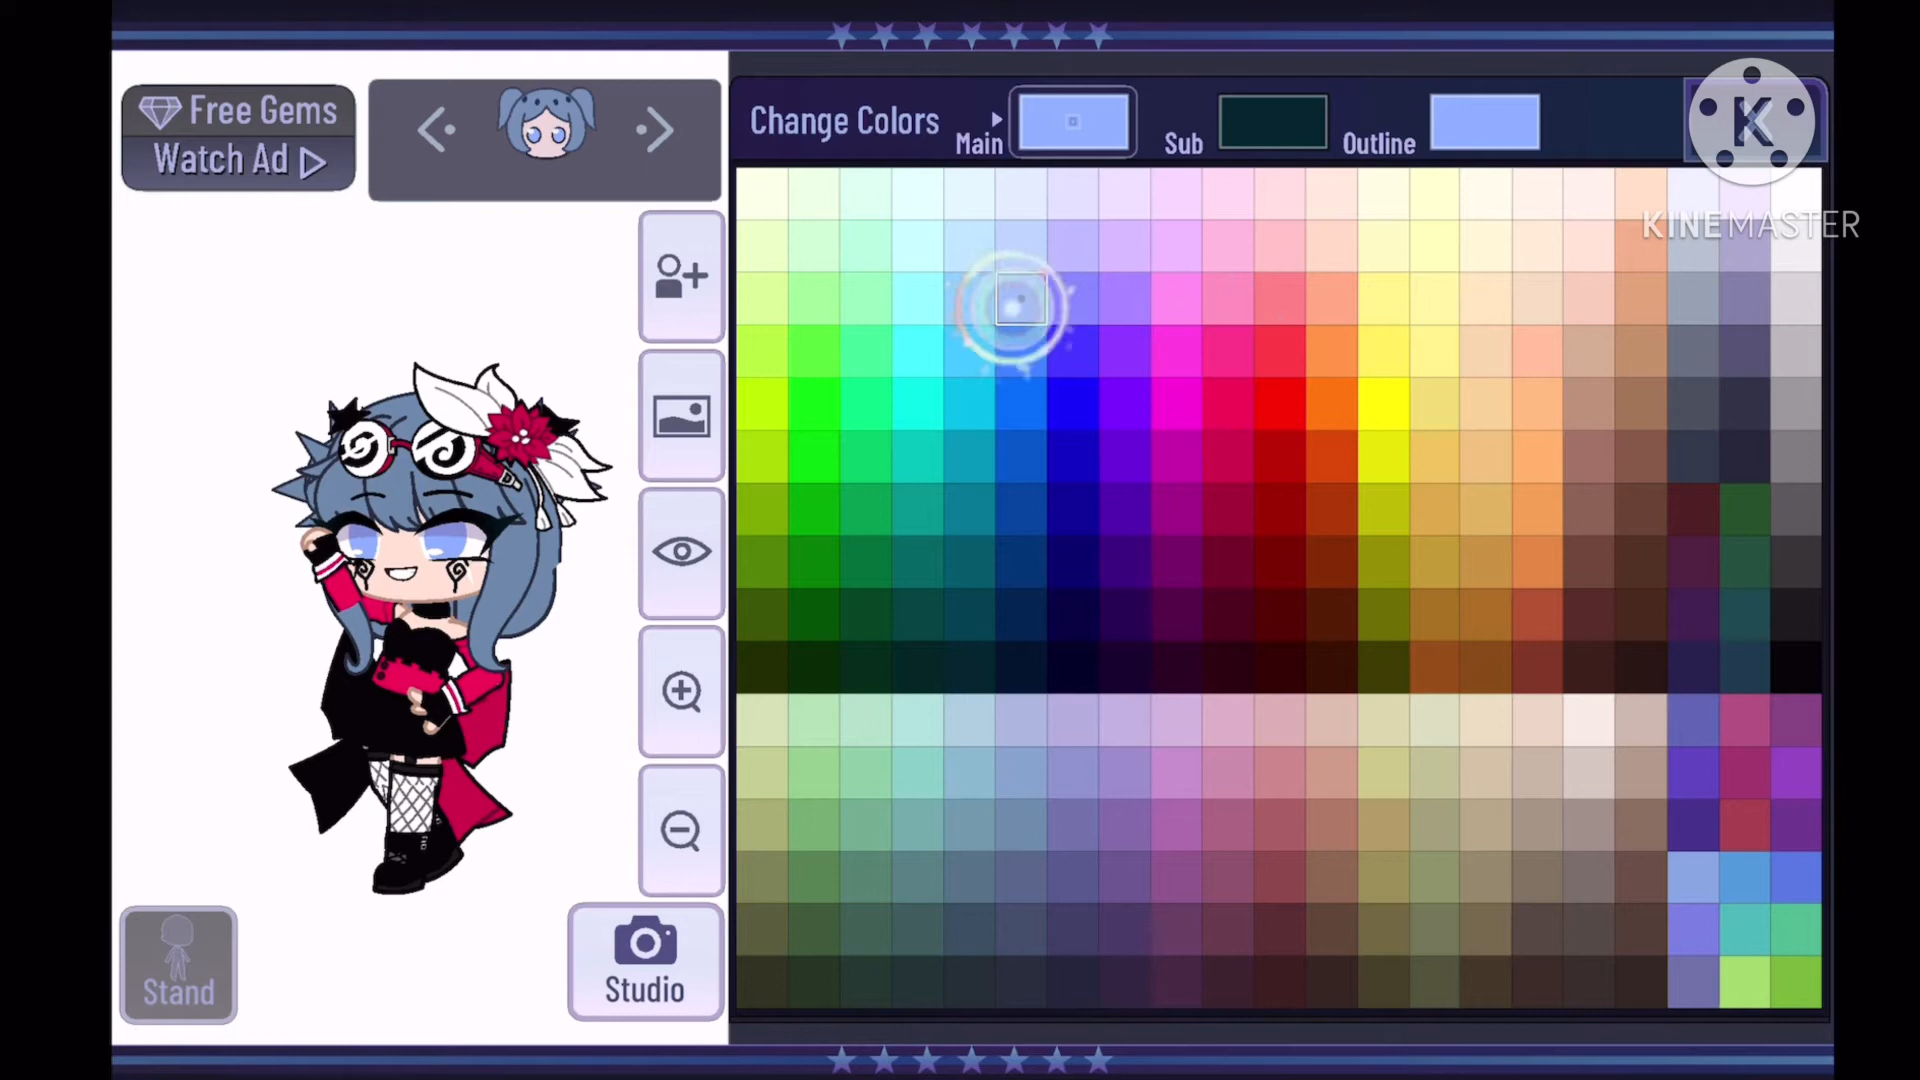 Free Gems
Watch Ad
Change Colors
Main
Sub
Outline
K
KINEMASTER
Stand
Studio